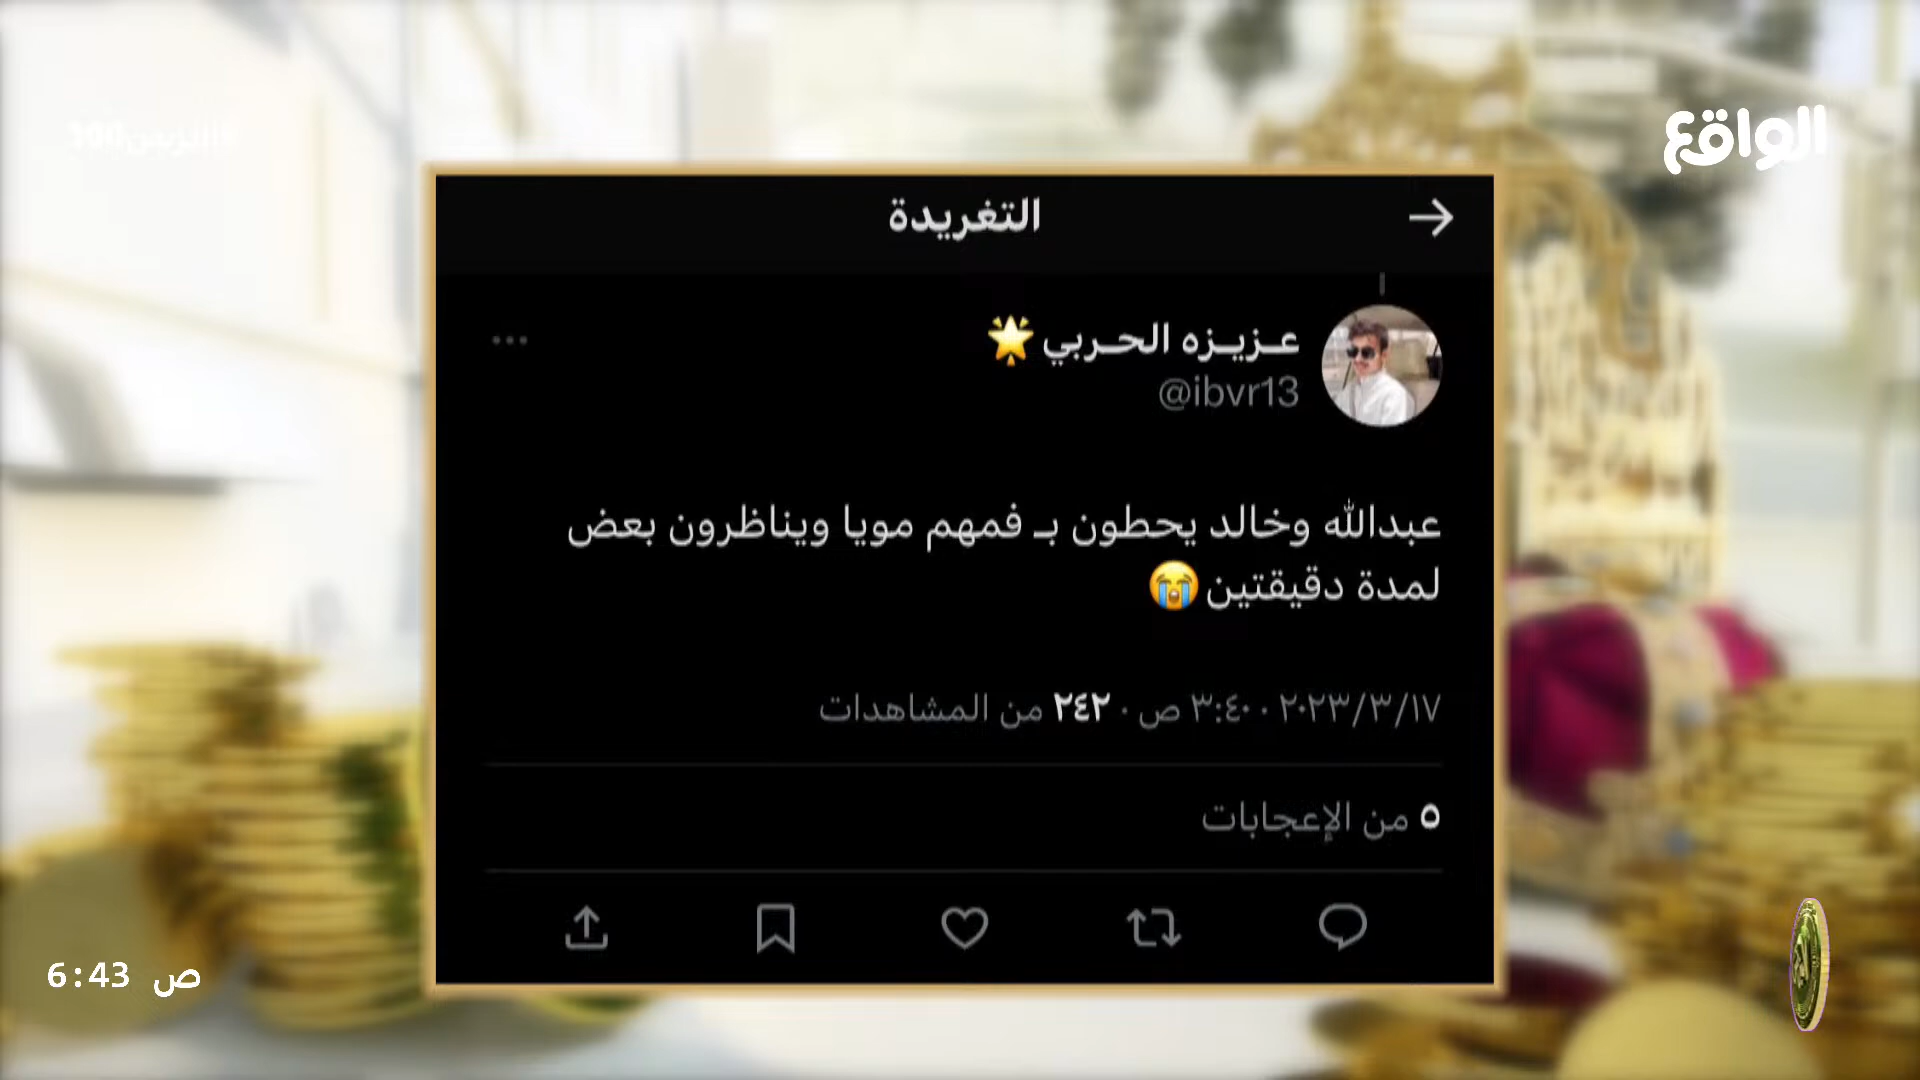 الواقع
التغريدة
عـزيـزه الحـربي🌟
@ibvr13
عبدالله وخالد يحطون بـ فمهم مويا ويناظرون بعض
لمدة دقيقتين😭
٢٠٢٣/٣/١٧ · ٣:٤٠ ص · ٢٤٢ من المشاهدات
٥ من الإعجابات
6:43 ص